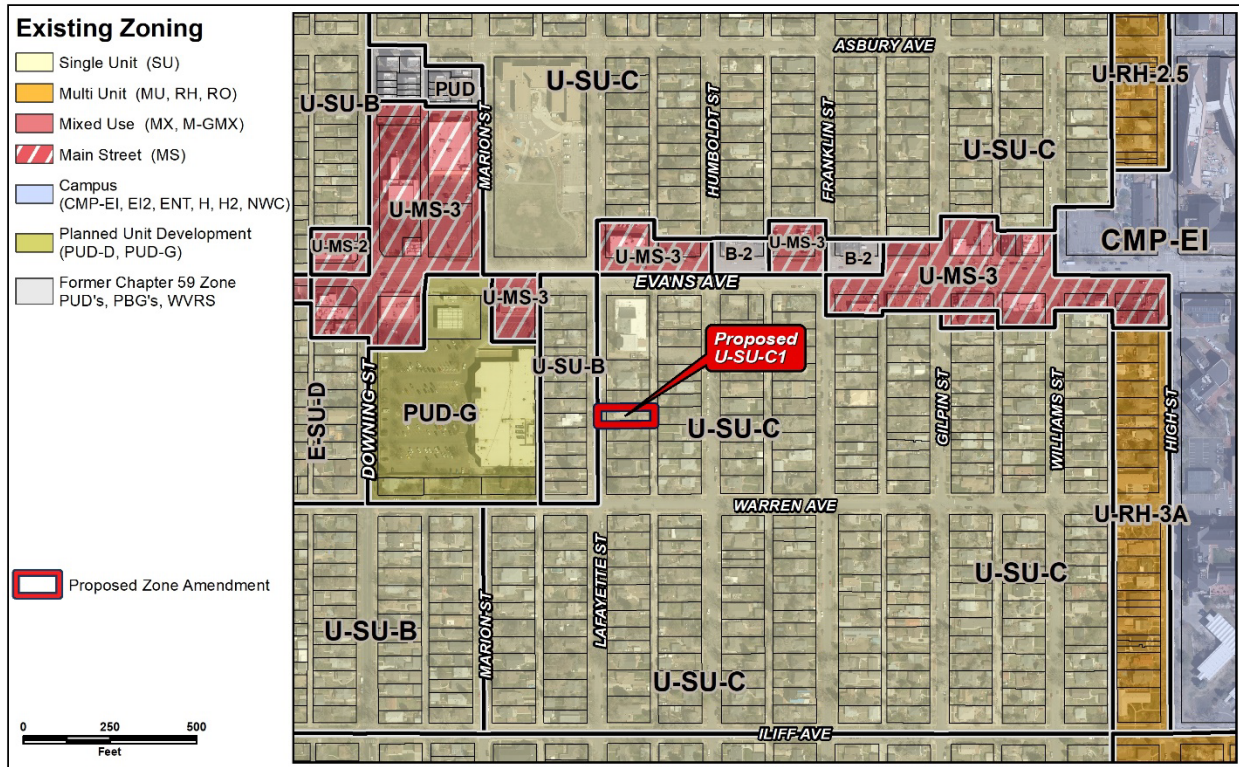 Existing Zoning
Single Unit (SU)
Multi Unit (MU, RH, RO)
Mixed Use (MX, M-GMX)
Main Street (MS)
Campus
(CMP-EI, EI2, ENT, H, H2, NWC)
Planned Unit Development
(PUD-D, PUD-G)
Former Chapter 59 Zone
PUD's, PBG's, WVRS
Proposed Zone Amendment
0 250 500
Feet
ASBURY AVE
U-SU-B
PUD
U-SU-C
U-RH-2.5
MARION ST
HUMBOLDT ST
FRANKLIN ST
U-SU-C
U-MS-3
U-MS-2
U-MS-3
B-2
U-MS-3
B-2
U-MS-3
CMP-EI
EVANS AVE
U-MS-3
Proposed
U-SU-C1
U-SU-B
E-SU-D
DOWNING ST
PUD-G
U-SU-C
GILPIN ST
WILLIAMS ST
HIGH ST
WARREN AVE
U-RH-3A
LAFAYETTE ST
MARION ST
U-SU-B
U-SU-C
U-SU-C
ILIFF AVE